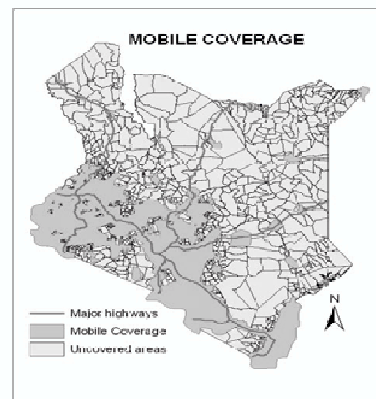 MOBILE COVERAGE
N
Major highways
Mobile Coverage
Uncovered areas